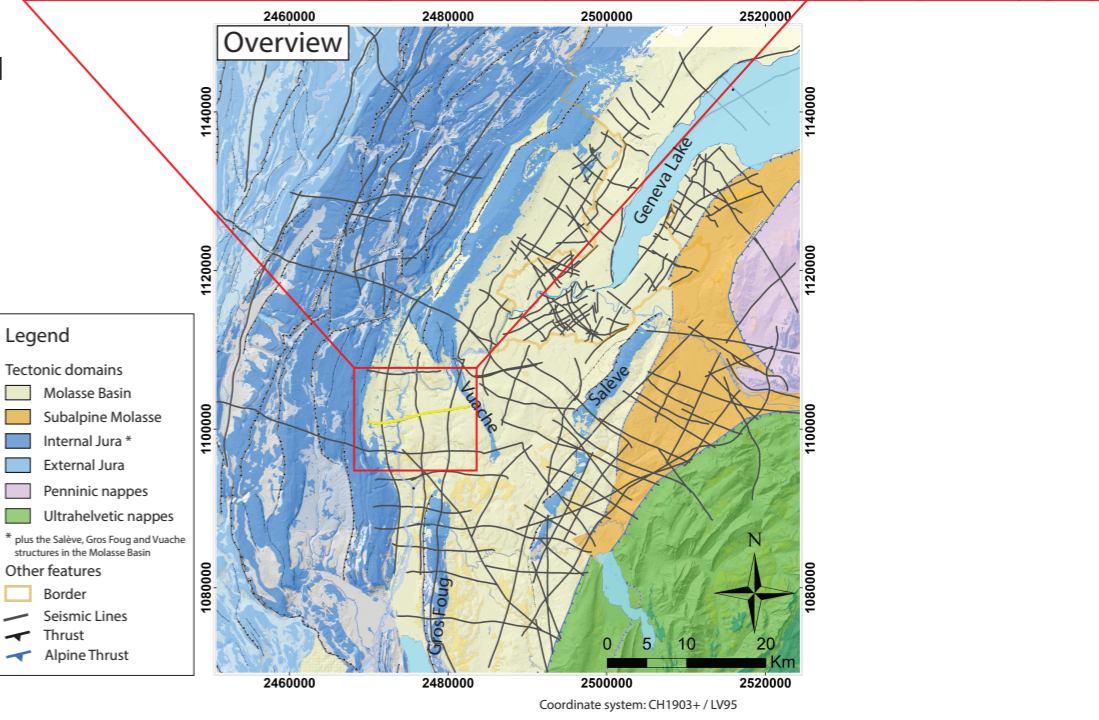 2460000 2480000 2500000 2520000
Overview
1140000 1140000
Geneva Lake
1120000 1120000
Legend
Tectonic domains
Molasse Basin
Subalpine Molasse
Internal Jura *
External Jura
Penninic nappes
Ultrahelvetic nappes
* plus the Salève, Gros Foug and Vuache
structures in the Molasse Basin
Other features
Border
Seismic Lines
Thrust
Alpine Thrust
Vuache
Salève
1100000 1100000
Gros Foug
N
1080000 1080000
0 5 10 20
Km
2460000 2480000 2500000 2520000
Coordinate system: CH1903+ / LV95